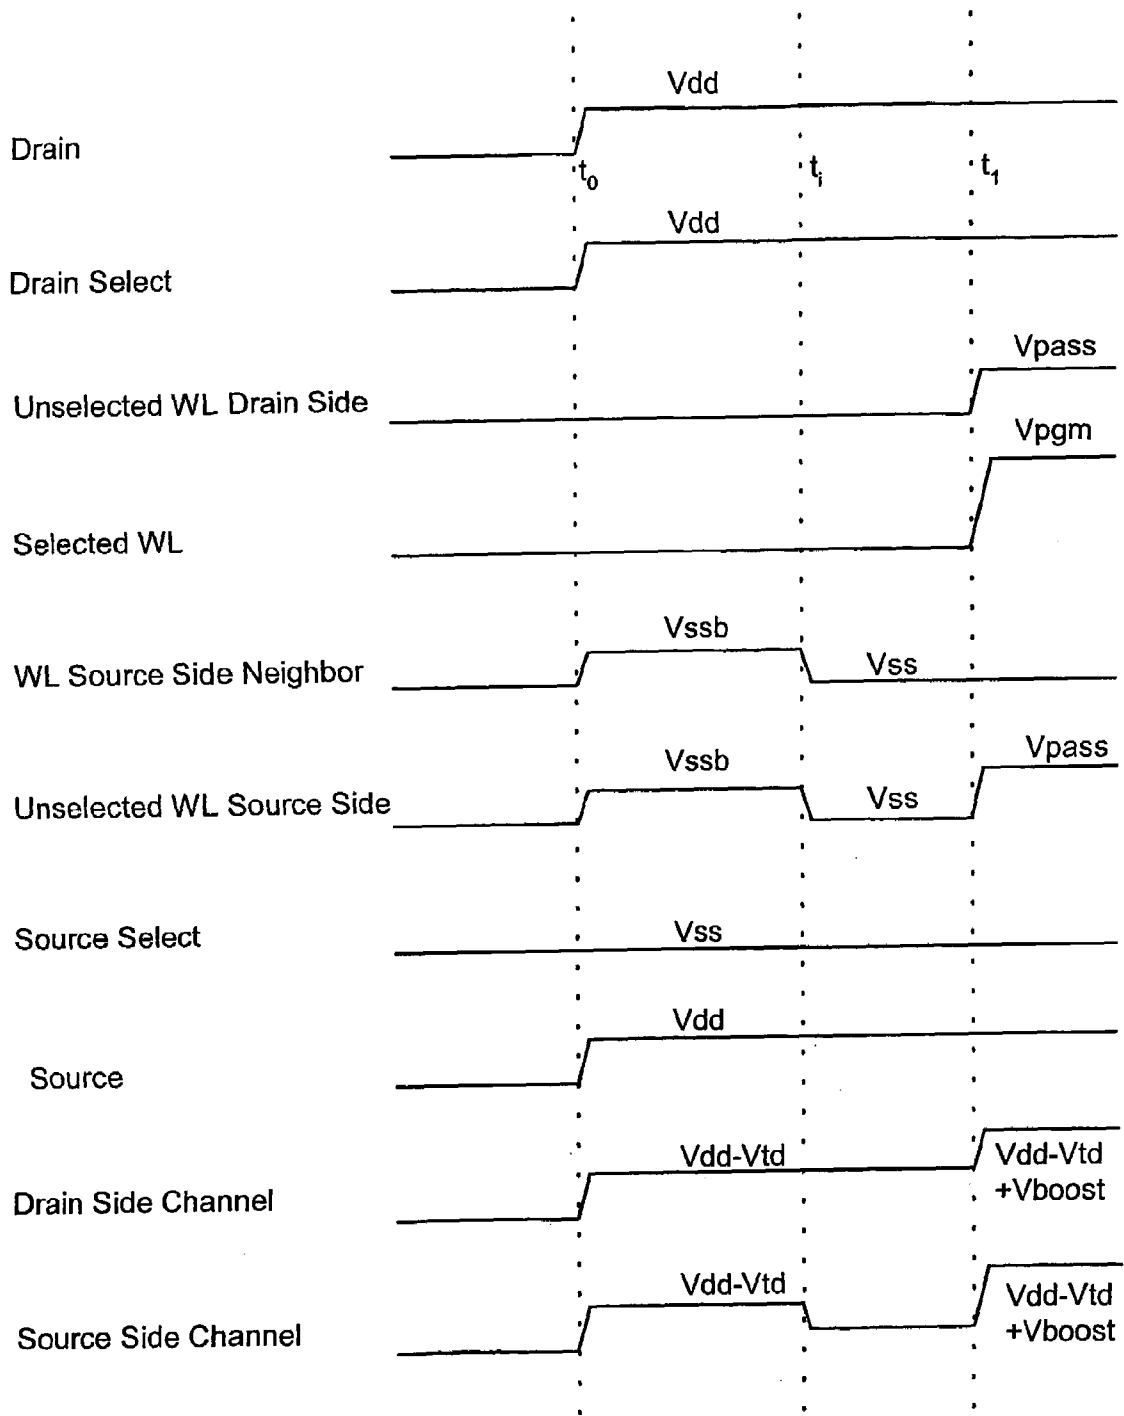 Vdd
Drain
t0
ti
t1
Vdd
Drain Select
Vpass
Unselected WL Drain Side
Vpgm
Selected WL
Vssb
WL Source Side Neighbor
Vss
Vssb
Vpass
Unselected WL Source Side
Vss
Source Select
Vss
Vdd
Source
Vdd-Vtd
Vdd-Vtd
+Vboost
Drain Side Channel
Vdd-Vtd
Vdd-Vtd
+Vboost
Source Side Channel